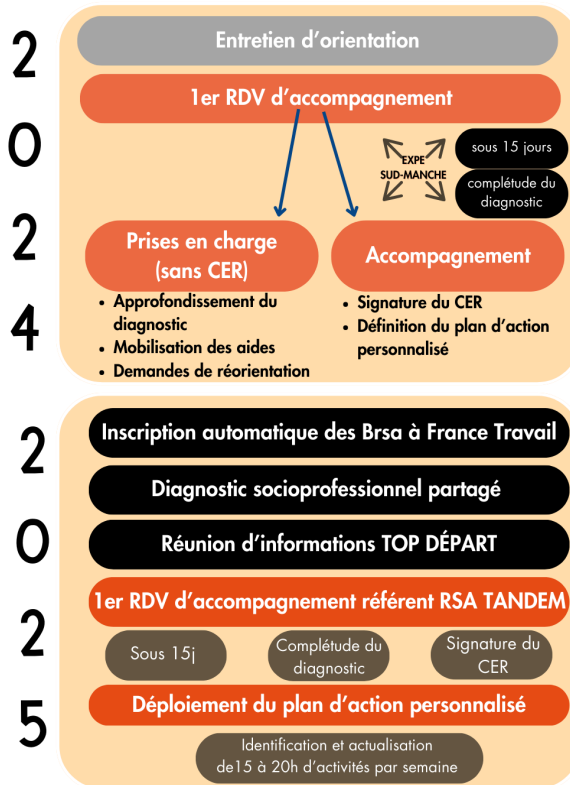 2
0
2
4
Entretien d'orientation
1er RDV d'accompagnement
EXPE
SUD-MANCHE
sous 15 jours
complétude du
diagnostic
Prises en charge
(sans CER)
• Approfondissement du
diagnostic
• Mobilisation des aides
• Demandes de réorientation
Accompagnement
• Signature du CER
• Définition du plan d'action
personnalisé
2
0
2
5
Inscription automatique des Brsa à France Travail
Diagnostic socioprofessionnel partagé
Réunion d'informations TOP DÉPART
1er RDV d'accompagnement référent RSA TANDEM
Sous 15j
Complétude du
diagnostic
Signature du
CER
Déploiement du plan d'action personnalisé
Identification et actualisation
de15 à 20h d'activités par semaine